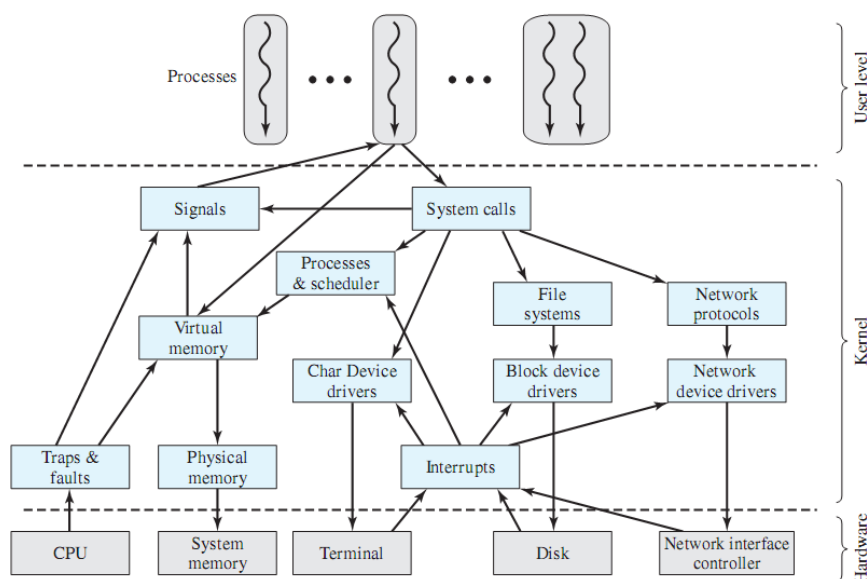 Processes
User level
Signals
System calls
Processes
& scheduler
File
systems
Network
protocols
Virtual
memory
Kernel
Char Device
drivers
Block device
drivers
Network
device drivers
Traps &
faults
Physical
memory
Interrupts
CPU
System
memory
Terminal
Disk
Network interface
controller
Hardware